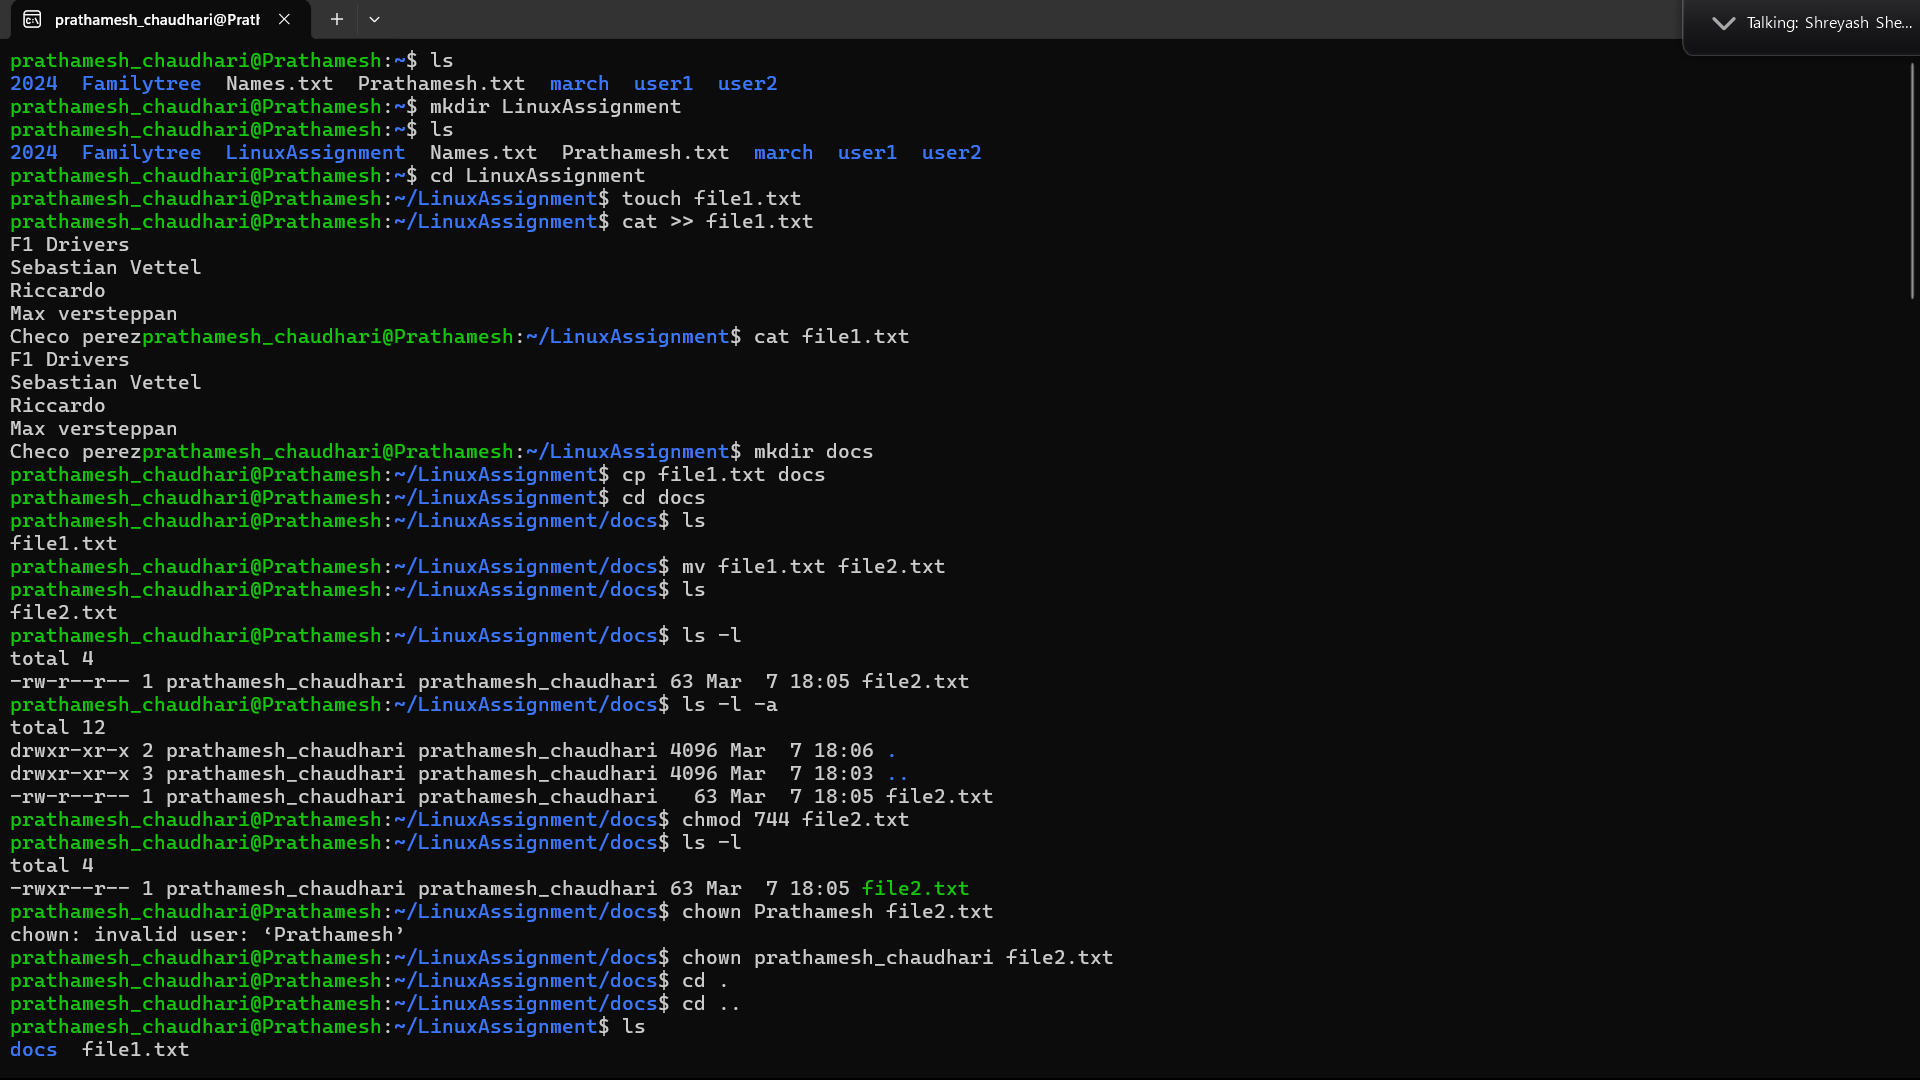 prathamesh_chaudhari@Prath
Talking: Shreyash She...
prathamesh_chaudhari@Prathamesh:~$ ls
2024  Familytree  Names.txt  Prathamesh.txt  march  user1  user2
prathamesh_chaudhari@Prathamesh:~$ mkdir LinuxAssignment
prathamesh_chaudhari@Prathamesh:~$ ls
2024  Familytree  LinuxAssignment  Names.txt  Prathamesh.txt  march  user1  user2
prathamesh_chaudhari@Prathamesh:~$ cd LinuxAssignment
prathamesh_chaudhari@Prathamesh:~/LinuxAssignment$ touch file1.txt
prathamesh_chaudhari@Prathamesh:~/LinuxAssignment$ cat >> file1.txt
F1 Drivers
Sebastian Vettel
Riccardo
Max versteppan
Checo perezprathamesh_chaudhari@Prathamesh:~/LinuxAssignment$ cat file1.txt
F1 Drivers
Sebastian Vettel
Riccardo
Max versteppan
Checo perezprathamesh_chaudhari@Prathamesh:~/LinuxAssignment$ mkdir docs
prathamesh_chaudhari@Prathamesh:~/LinuxAssignment$ cp file1.txt docs
prathamesh_chaudhari@Prathamesh:~/LinuxAssignment$ cd docs
prathamesh_chaudhari@Prathamesh:~/LinuxAssignment/docs$ ls
file1.txt
prathamesh_chaudhari@Prathamesh:~/LinuxAssignment/docs$ mv file1.txt file2.txt
prathamesh_chaudhari@Prathamesh:~/LinuxAssignment/docs$ ls
file2.txt
prathamesh_chaudhari@Prathamesh:~/LinuxAssignment/docs$ ls -l
total 4
-rw-r--r-- 1 prathamesh_chaudhari prathamesh_chaudhari 63 Mar  7 18:05 file2.txt
prathamesh_chaudhari@Prathamesh:~/LinuxAssignment/docs$ ls -l -a
total 12
drwxr-xr-x 2 prathamesh_chaudhari prathamesh_chaudhari 4096 Mar  7 18:06 .
drwxr-xr-x 3 prathamesh_chaudhari prathamesh_chaudhari 4096 Mar  7 18:03 ..
-rw-r--r-- 1 prathamesh_chaudhari prathamesh_chaudhari   63 Mar  7 18:05 file2.txt
prathamesh_chaudhari@Prathamesh:~/LinuxAssignment/docs$ chmod 744 file2.txt
prathamesh_chaudhari@Prathamesh:~/LinuxAssignment/docs$ ls -l
total 4
-rwxr--r-- 1 prathamesh_chaudhari prathamesh_chaudhari 63 Mar  7 18:05 file2.txt
prathamesh_chaudhari@Prathamesh:~/LinuxAssignment/docs$ chown Prathamesh file2.txt
chown: invalid user: ‘Prathamesh’
prathamesh_chaudhari@Prathamesh:~/LinuxAssignment/docs$ chown prathamesh_chaudhari file2.txt
prathamesh_chaudhari@Prathamesh:~/LinuxAssignment/docs$ cd .
prathamesh_chaudhari@Prathamesh:~/LinuxAssignment/docs$ cd ..
prathamesh_chaudhari@Prathamesh:~/LinuxAssignment$ ls
docs  file1.txt